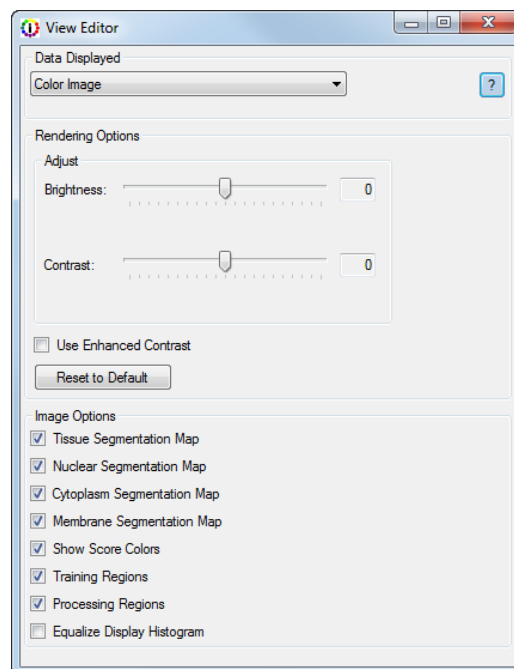 View Editor
Data Displayed
Color Image
?
Rendering Options
Adjust
Brightness: 0
Contrast: 0
Use Enhanced Contrast
Reset to Default
Image Options
Tissue Segmentation Map
Nuclear Segmentation Map
Cytoplasm Segmentation Map
Membrane Segmentation Map
Show Score Colors
Training Regions
Processing Regions
Equalize Display Histogram